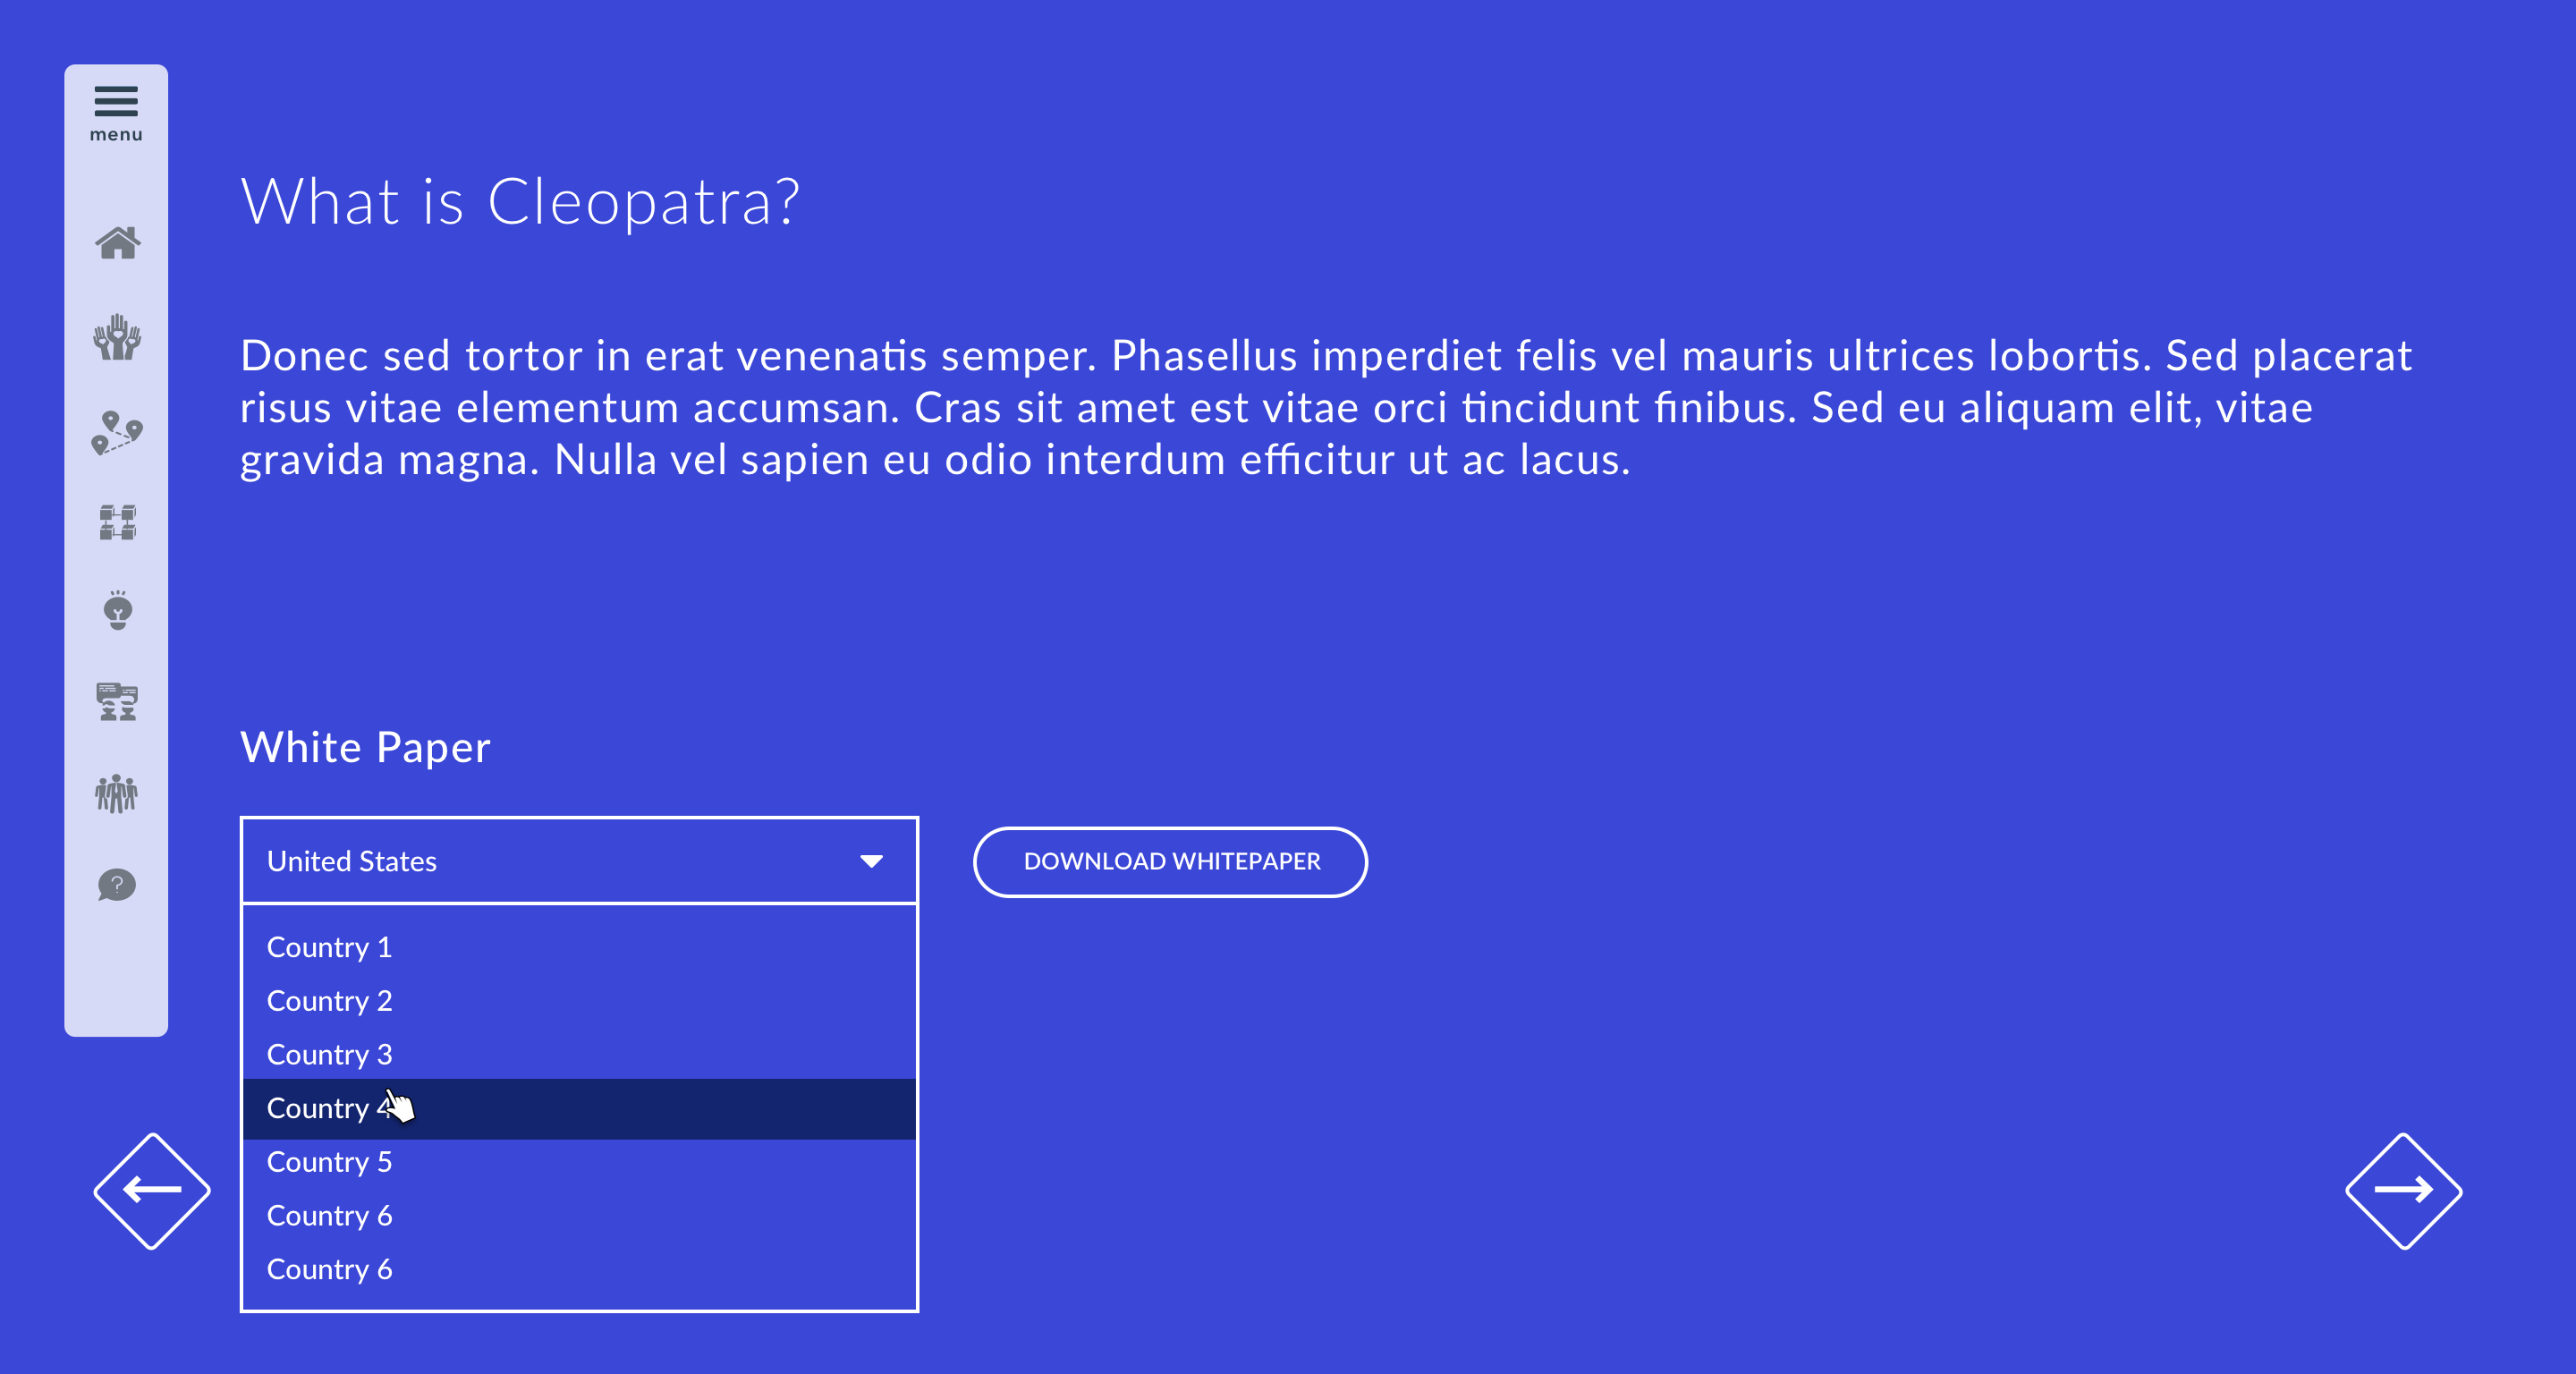 menu
What is Cleopatra?
Donec sed tortor in erat venenatis semper. Phasellus imperdiet felis vel mauris ultrices lobortis. Sed placerat
risus vitae elementum accumsan. Cras sit amet est vitae orci tincidunt finibus. Sed eu aliquam elit, vitae
gravida magna. Nulla vel sapien eu odio interdum efficitur ut ac lacus.
White Paper
United States
DOWNLOAD WHITEPAPER
Country 1
Country 2
Country 3
Country 4
Country 5
Country 6
Country 6